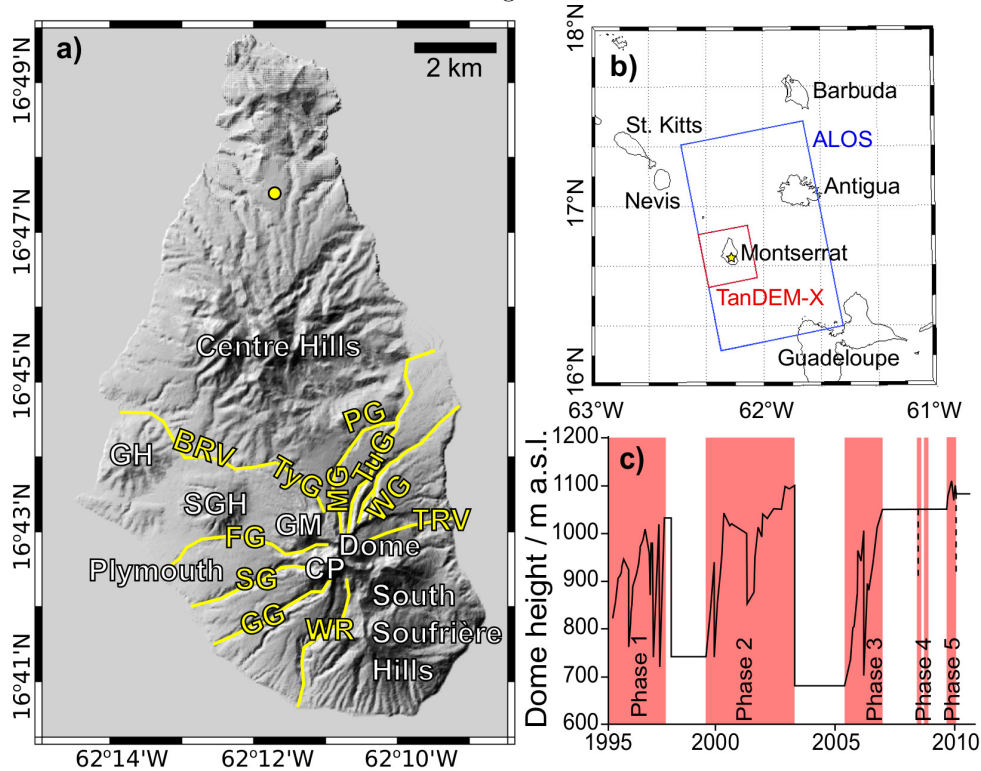 a)
2 km
16°49'N
16°47'N
16°45'N
16°43'N
16°41'N
62°14'W
62°12'W
62°10'W
Centre Hills
GH
BRV
TyG
MG
PG
TuG
WG
SGH
GM
TRV
FG
Dome
Plymouth
CP
SG
GG
WR
South
Soufrière
Hills
b)
18°N
17°N
16°N
63°W
62°W
61°W
Barbuda
St. Kitts
ALOS
Nevis
Antigua
Montserrat
TanDEM-X
Guadeloupe
c)
Dome height / m a.s.l.
1200
1100
1000
900
800
700
600
Phase 1
Phase 2
Phase 3
Phase 4
Phase 5
1995
2000
2005
2010